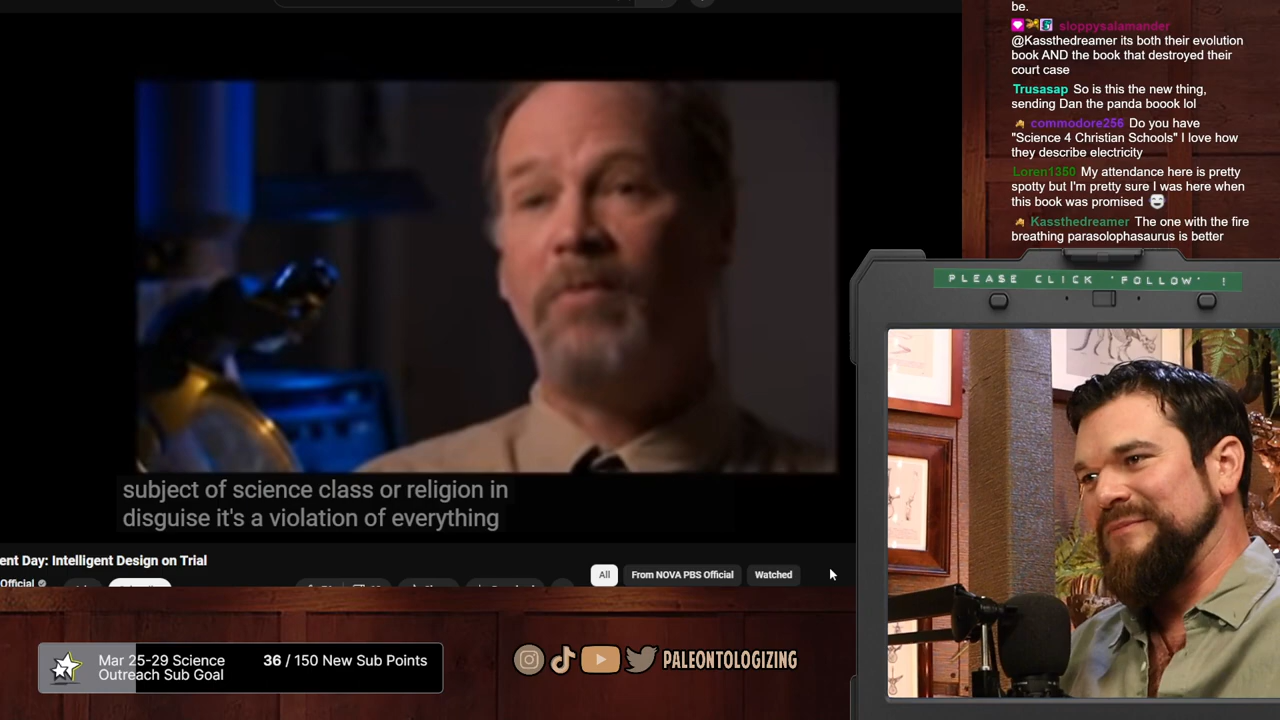 be.
sloppysalamander
@Kassthedreamer its both their evolution
book AND the book that destroyed their
court case
Trusasap So is this the new thing,
sending Dan the panda boook lol
commodore256 Do you have
"Science 4 Christian Schools" I love how
they describe electricity
Loren1350 My attendance here is pretty
spotty but I'm pretty sure I was here when
this book was promised
Kassthedreamer The one with the fire
breathing parasolophasaurus is better
PLEASE CLICK 'FOLLOW' !
subject of science class or religion in
disguise it's a violation of everything
ent Day: Intelligent Design on Trial
Official
All From NOVA PBS Official Watched
Mar 25-29 Science 36 / 150 New Sub Points
Outreach Sub Goal
PALEONTOLOGIZING